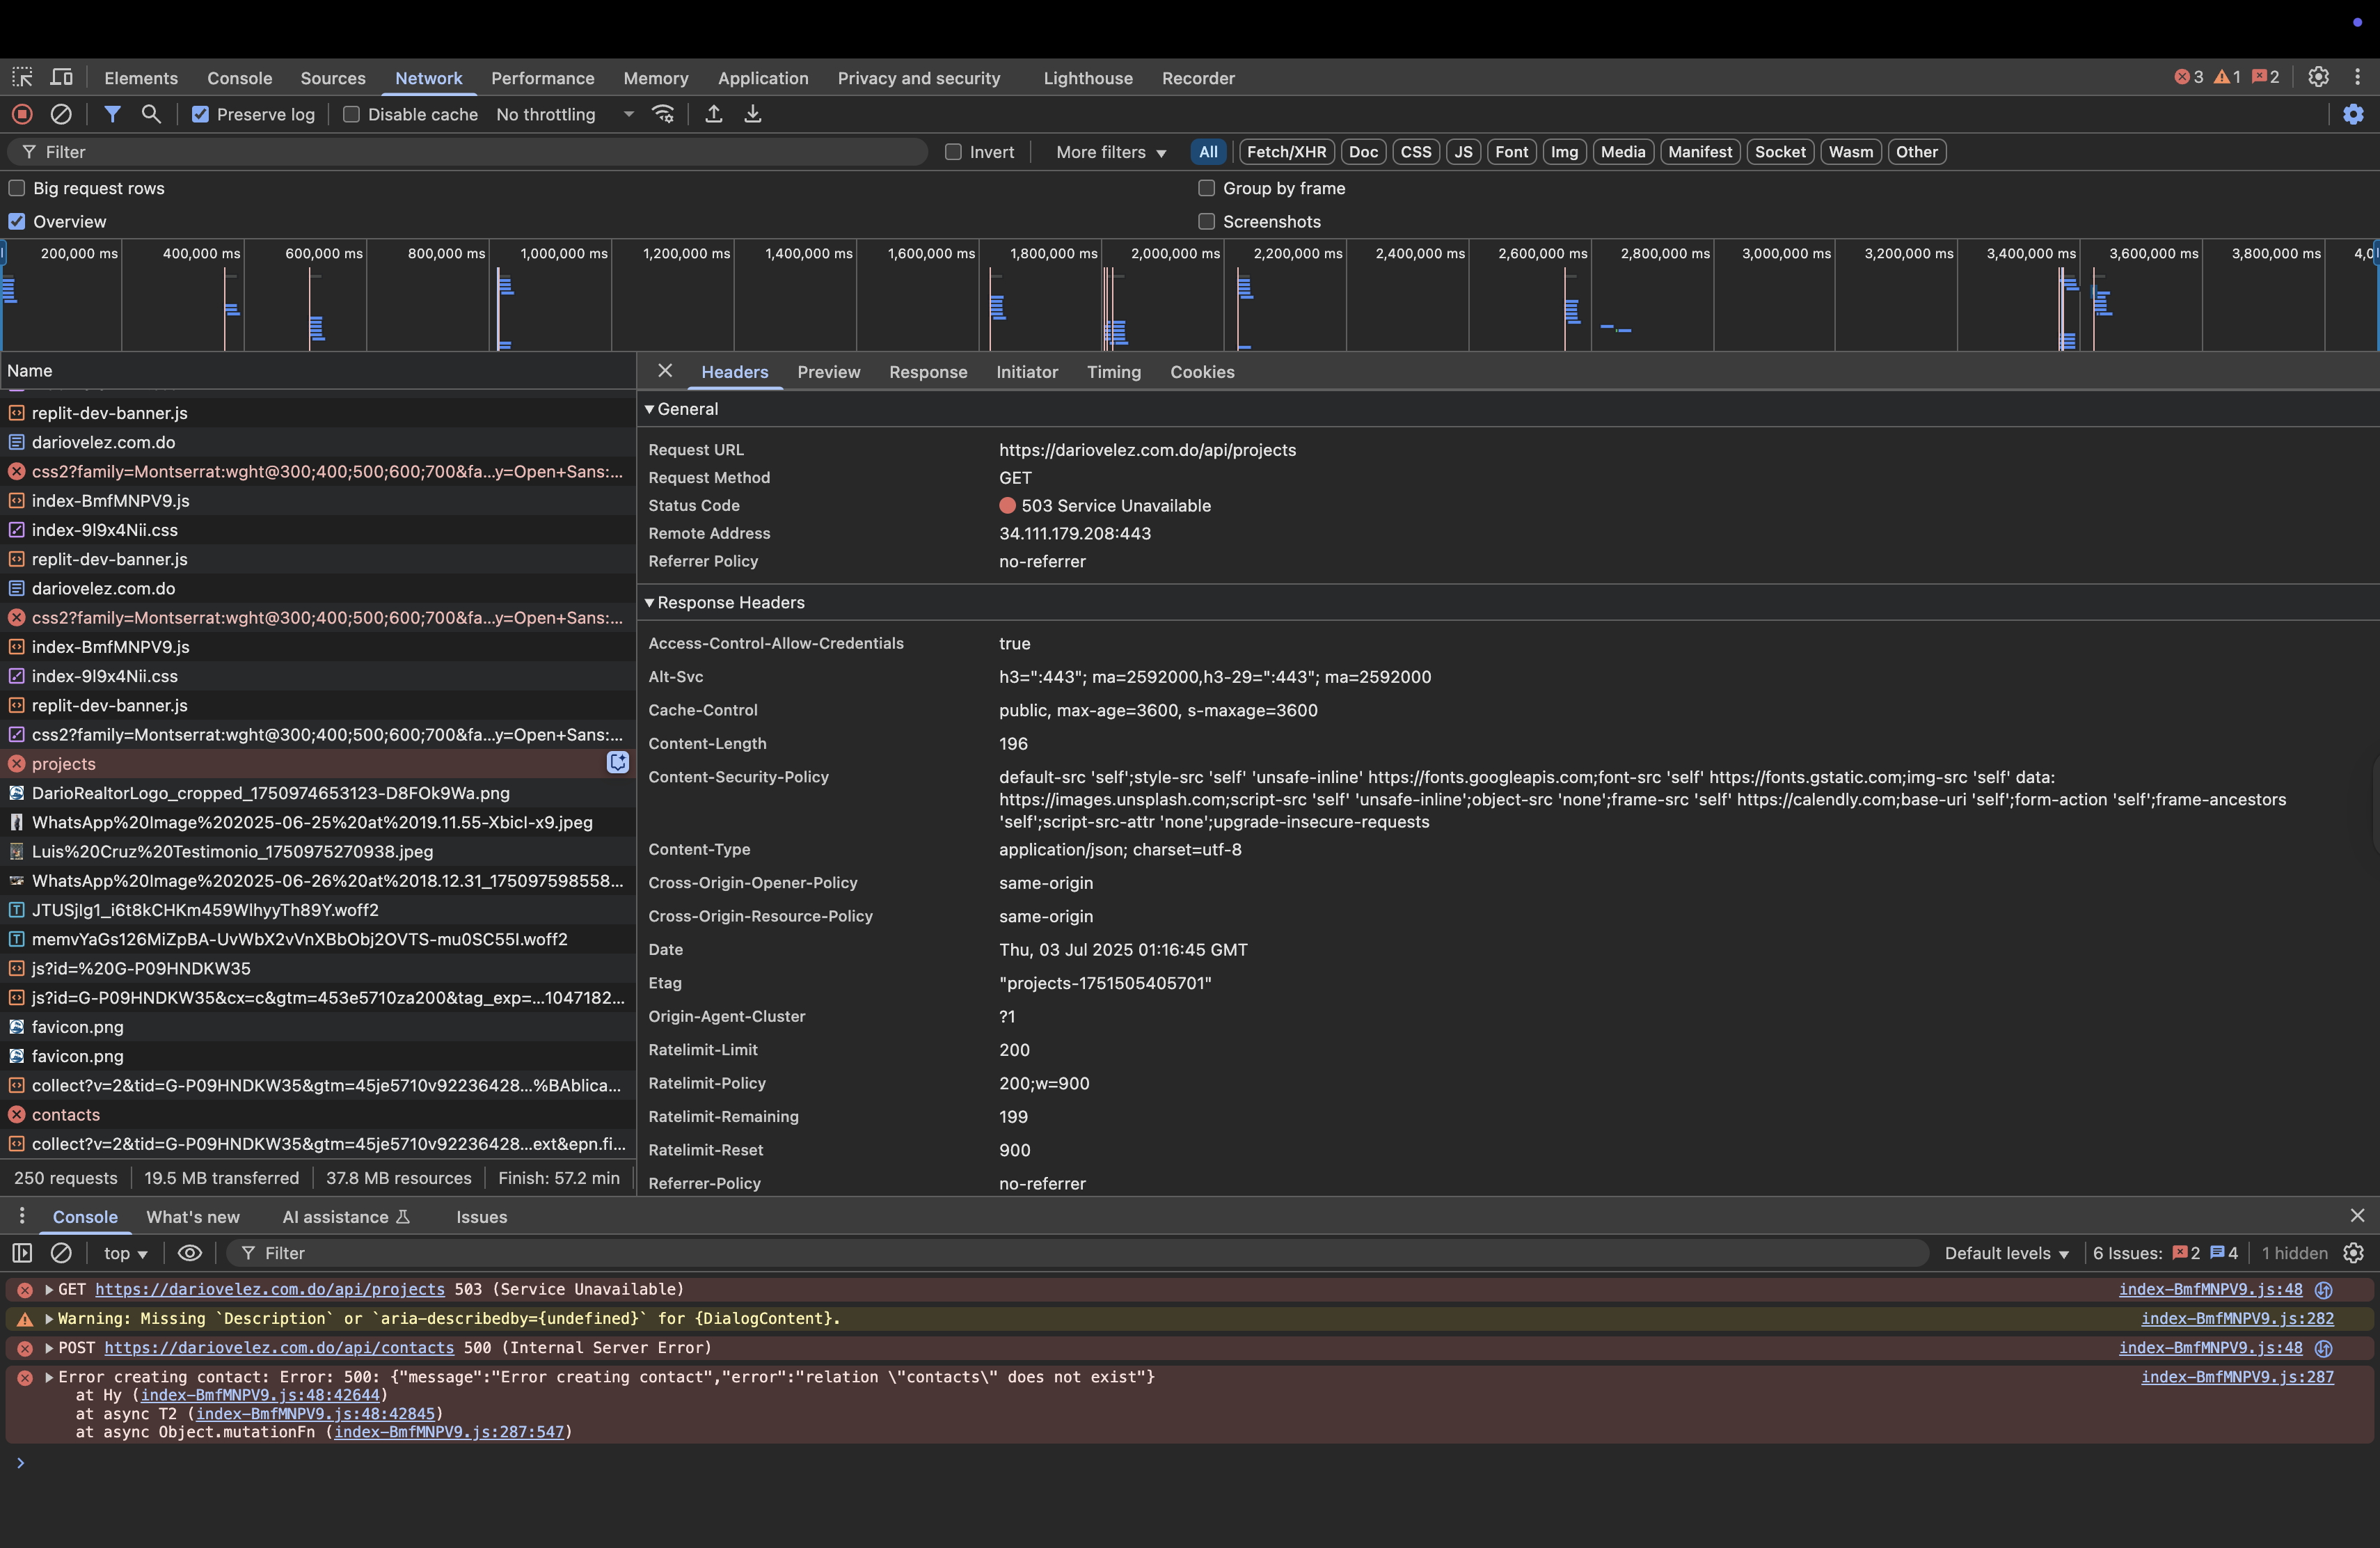 Elements Console Sources Network Performance Memory Application Privacy and security Lighthouse Recorder 3 1 2
Preserve log Disable cache No throttling
Filter Invert More filters All Fetch/XHR Doc CSS JS Font Img Media Manifest Socket Wasm Other
Big request rows Group by frame
Overview Screenshots
200,000 ms 400,000 ms 600,000 ms 800,000 ms 1,000,000 ms 1,200,000 ms 1,400,000 ms 1,600,000 ms 1,800,000 ms 2,000,000 ms 2,200,000 ms 2,400,000 ms 2,600,000 ms 2,800,000 ms 3,000,000 ms 3,200,000 ms 3,400,000 ms 3,600,000 ms 3,800,000 ms 4,0
Name
replit-dev-banner.js
dariovelez.com.do
css2?family=Montserrat:wght@300;400;500;600;700&fa...y=Open+Sans:...
index-BmfMNPV9.js
index-9l9x4Nii.css
replit-dev-banner.js
dariovelez.com.do
css2?family=Montserrat:wght@300;400;500;600;700&fa...y=Open+Sans:...
index-BmfMNPV9.js
index-9l9x4Nii.css
replit-dev-banner.js
css2?family=Montserrat:wght@300;400;500;600;700&fa...y=Open+Sans:...
projects
DarioRealtorLogo_cropped_1750974653123-D8FOk9Wa.png
WhatsApp%20Image%202025-06-25%20at%2019.11.55-XbicI-x9.jpeg
Luis%20Cruz%20Testimonio_1750975270938.jpeg
WhatsApp%20Image%202025-06-26%20at%2018.12.31_175097598558...
JTUSjIg1_i6t8kCHKm459WlhyyTh89Y.woff2
memvYaGs126MiZpBA-UvWbX2vVnXBbObj2OVTS-mu0SC55I.woff2
js?id=%20G-P09HNDKW35
js?id=G-P09HNDKW35&cx=c&gtm=453e5710za200&tag_exp=...1047182...
favicon.png
favicon.png
collect?v=2&tid=G-P09HNDKW35&gtm=45je5710v92236428...%BAblica...
contacts
collect?v=2&tid=G-P09HNDKW35&gtm=45je5710v92236428...ext&epn.fi...
250 requests 19.5 MB transferred 37.8 MB resources Finish: 57.2 min
Headers Preview Response Initiator Timing Cookies
General
Request URL https://dariovelez.com.do/api/projects
Request Method GET
Status Code 503 Service Unavailable
Remote Address 34.111.179.208:443
Referrer Policy no-referrer
Response Headers
Access-Control-Allow-Credentials true
Alt-Svc h3=":443"; ma=2592000,h3-29=":443"; ma=2592000
Cache-Control public, max-age=3600, s-maxage=3600
Content-Length 196
Content-Security-Policy default-src 'self';style-src 'self' 'unsafe-inline' https://fonts.googleapis.com;font-src 'self' https://fonts.gstatic.com;img-src 'self' data:
https://images.unsplash.com;script-src 'self' 'unsafe-inline';object-src 'none';frame-src 'self' https://calendly.com;base-uri 'self';form-action 'self';frame-ancestors
'self';script-src-attr 'none';upgrade-insecure-requests
Content-Type application/json; charset=utf-8
Cross-Origin-Opener-Policy same-origin
Cross-Origin-Resource-Policy same-origin
Date Thu, 03 Jul 2025 01:16:45 GMT
Etag "projects-1751505405701"
Origin-Agent-Cluster ?1
Ratelimit-Limit 200
Ratelimit-Policy 200;w=900
Ratelimit-Remaining 199
Ratelimit-Reset 900
Referrer-Policy no-referrer
Console What's new AI assistance Issues
top Filter Default levels 6 Issues: 2 4 1 hidden
GET https://dariovelez.com.do/api/projects 503 (Service Unavailable) index-BmfMNPV9.js:48
Warning: Missing `Description` or `aria-describedby={undefined}` for {DialogContent}. index-BmfMNPV9.js:282
POST https://dariovelez.com.do/api/contacts 500 (Internal Server Error) index-BmfMNPV9.js:48
Error creating contact: Error: 500: {"message":"Error creating contact","error":"relation \"contacts\" does not exist"} index-BmfMNPV9.js:287
at Hy (index-BmfMNPV9.js:48:42644)
at async T2 (index-BmfMNPV9.js:48:42845)
at async Object.mutationFn (index-BmfMNPV9.js:287:547)